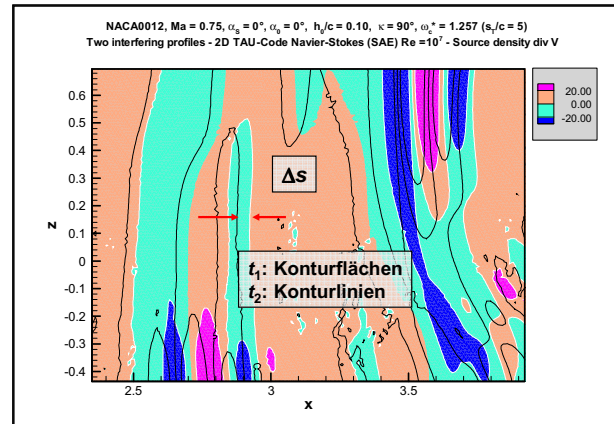 NACA0012, Ma = 0.75, αS = 0°, α0 = 0°, h0/c = 0.10, κ = 90°, ωc* = 1.257 (sT/c = 5)
Two interfering profiles - 2D TAU-Code Navier-Stokes (SAE) Re =10⁷ - Source density div V
20.00
0.00
-20.00
0.6
0.5
0.4
0.3
0.2
0.1
0
-0.1
-0.2
-0.3
-0.4
z
Δs
t1: Konturflächen
t2: Konturlinien
2.5
3
3.5
x